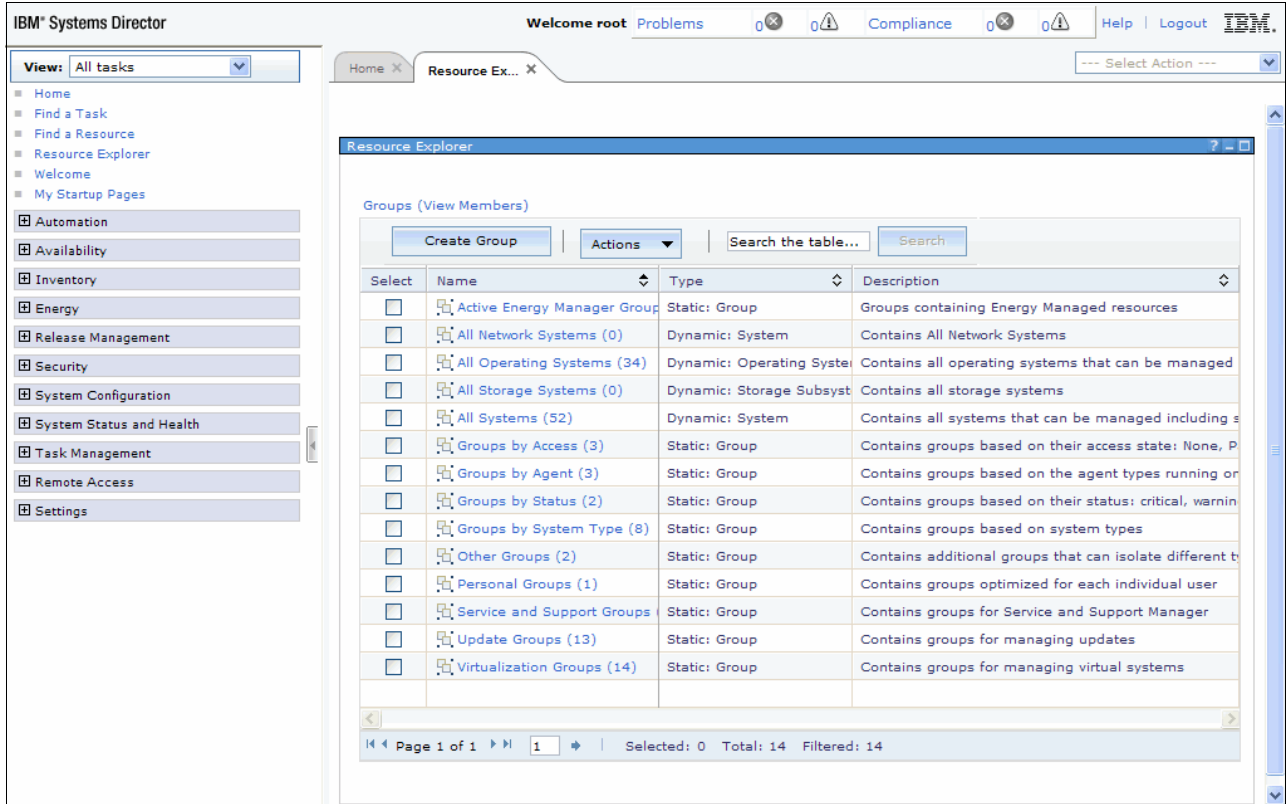 IBM® Systems Director
Welcome root Problems 0 0 Compliance 0 0 Help | Logout IBM.
View: All tasks
Home
Find a Task
Find a Resource
Resource Explorer
Welcome
My Startup Pages
Automation
Availability
Inventory
Energy
Release Management
Security
System Configuration
System Status and Health
Task Management
Remote Access
Settings
Home Resource Ex...
--- Select Action ---
Resource Explorer ?
Groups (View Members)
Create Group Actions Search the table... Search
Select Name Type Description
Active Energy Manager Group Static: Group Groups containing Energy Managed resources
All Network Systems (0) Dynamic: System Contains All Network Systems
All Operating Systems (34) Dynamic: Operating System Contains all operating systems that can be managed
All Storage Systems (0) Dynamic: Storage Subsyst Contains all storage systems
All Systems (52) Dynamic: System Contains all systems that can be managed including s
Groups by Access (3) Static: Group Contains groups based on their access state: None, P
Groups by Agent (3) Static: Group Contains groups based on the agent types running on
Groups by Status (2) Static: Group Contains groups based on their status: critical, warnin
Groups by System Type (8) Static: Group Contains groups based on system types
Other Groups (2) Static: Group Contains additional groups that can isolate different ty
Personal Groups (1) Static: Group Contains groups optimized for each individual user
Service and Support Groups ( Static: Group Contains groups for Service and Support Manager
Update Groups (13) Static: Group Contains groups for managing updates
Virtualization Groups (14) Static: Group Contains groups for managing virtual systems
Page 1 of 1 1 Selected: 0 Total: 14 Filtered: 14